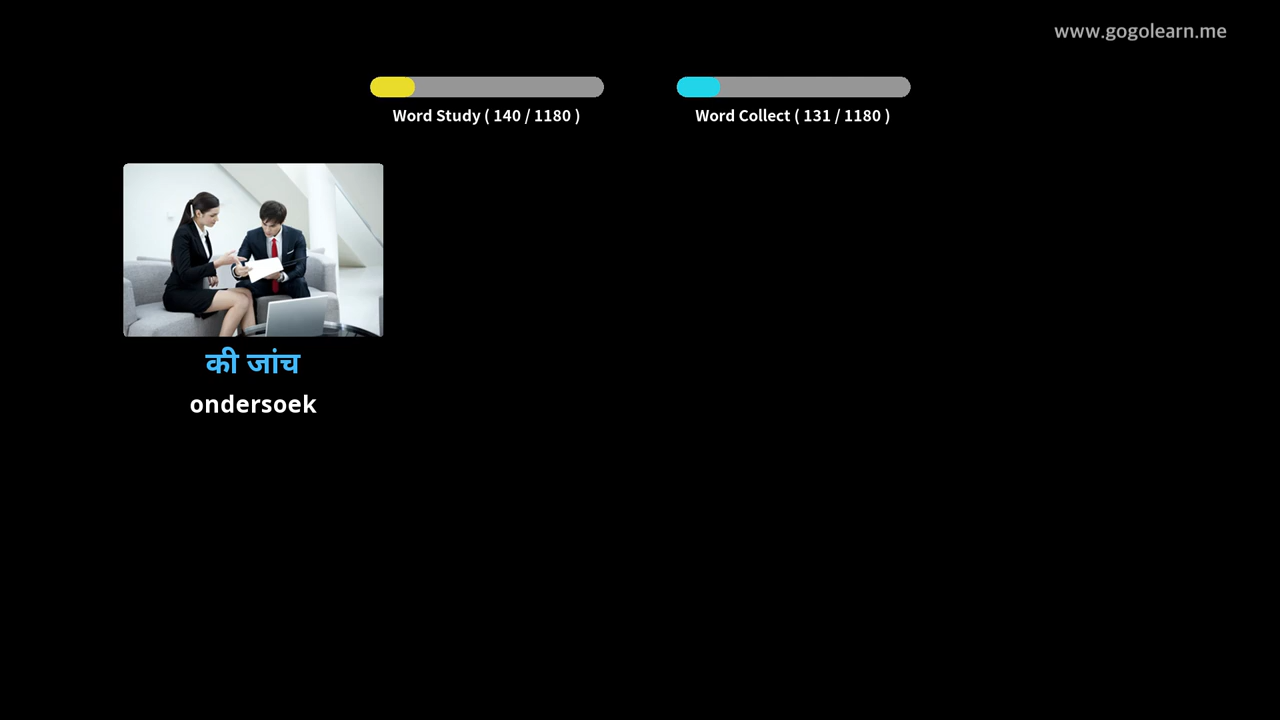 www.gogolearn.me
Word Study ( 140 / 1180 )
Word Collect ( 131 / 1180 )
की जांच
ondersoek